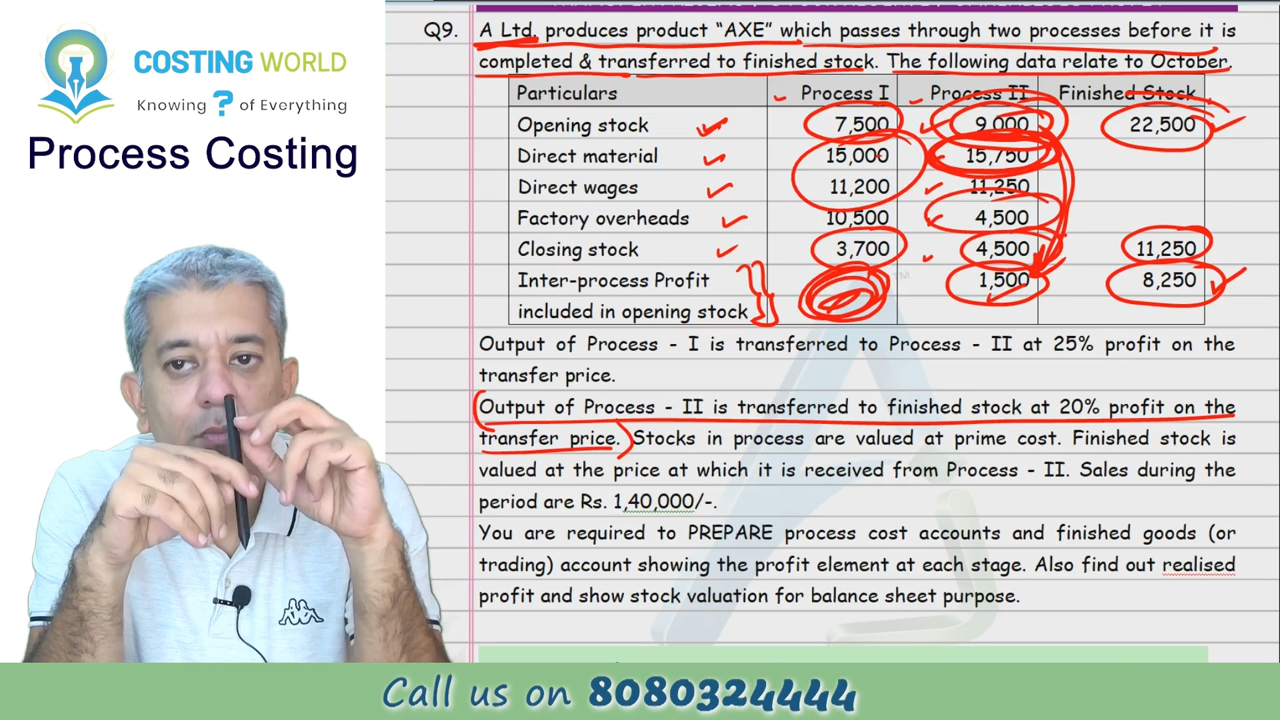 COSTING WORLD
Knowing ? of Everything
Process Costing
Q9. A Ltd. produces product “AXE” which passes through two processes before it is
completed & transferred to finished stock. The following data relate to October.
Particulars Process I Process II Finished Stock
Opening stock 7,500 9,000 22,500
Direct material 15,000 15,750
Direct wages 11,200 11,250
Factory overheads 10,500 4,500
Closing stock 3,700 4,500 11,250
Inter-process Profit 1,500 8,250
included in opening stock
Output of Process - I is transferred to Process - II at 25% profit on the
transfer price.
Output of Process - II is transferred to finished stock at 20% profit on the
transfer price. Stocks in process are valued at prime cost. Finished stock is
valued at the price at which it is received from Process - II. Sales during the
period are Rs. 1,40,000/-.
You are required to PREPARE process cost accounts and finished goods (or
trading) account showing the profit element at each stage. Also find out realised
profit and show stock valuation for balance sheet purpose.
Call us on 8080324444